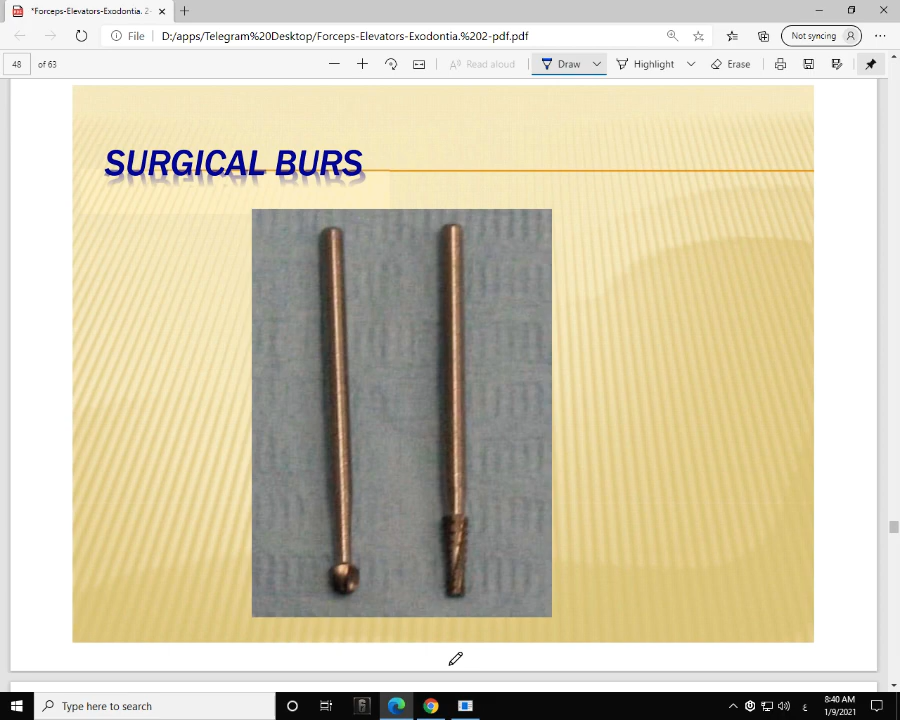 *Forceps-Elevators-Exodontia. 2-
File
D:/apps/Telegram%20Desktop/Forceps-Elevators-Exodontia.%202-pdf.pdf
Not syncing
48 of 63
Read aloud
Draw
Highlight
Erase
SURGICAL BURS
Type here to search
ع
8:40 AM
1/9/2021